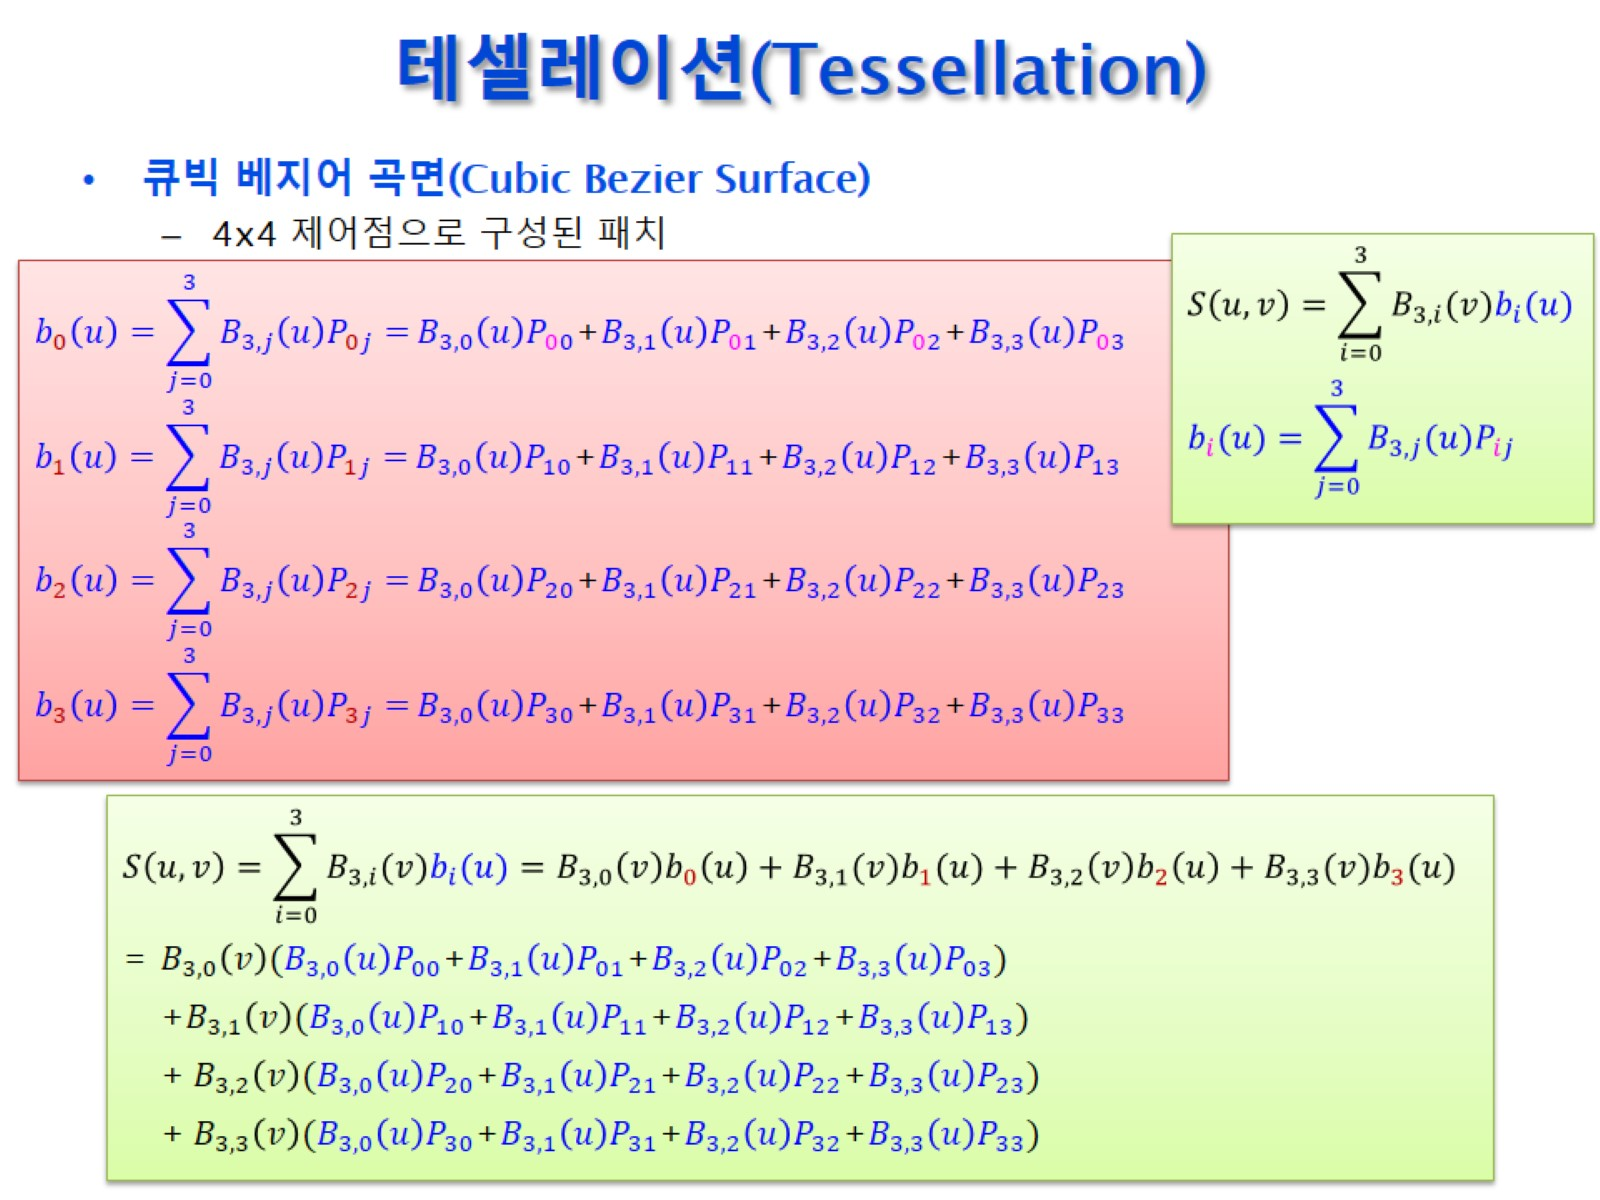 테셀레이션(Tessellation)
• 큐빅 베지어 곡면(Cubic Bezier Surface)
– 4x4 제어점으로 구성된 패치
b₀(u) = ∑_{j=0}^{3} B₃,ⱼ(u)P₀ⱼ = B₃,₀(u)P₀₀+B₃,₁(u)P₀₁+B₃,₂(u)P₀₂+B₃,₃(u)P₀₃
b₁(u) = ∑_{j=0}^{3} B₃,ⱼ(u)P₁ⱼ = B₃,₀(u)P₁₀+B₃,₁(u)P₁₁+B₃,₂(u)P₁₂+B₃,₃(u)P₁₃
b₂(u) = ∑_{j=0}^{3} B₃,ⱼ(u)P₂ⱼ = B₃,₀(u)P₂₀+B₃,₁(u)P₂₁+B₃,₂(u)P₂₂+B₃,₃(u)P₂₃
b₃(u) = ∑_{j=0}^{3} B₃,ⱼ(u)P₃ⱼ = B₃,₀(u)P₃₀+B₃,₁(u)P₃₁+B₃,₂(u)P₃₂+B₃,₃(u)P₃₃
S(u, v) = ∑_{i=0}^{3} B₃,ᵢ(v)bᵢ(u)
bᵢ(u) = ∑_{j=0}^{3} B₃,ⱼ(u)Pᵢⱼ
S(u, v) = ∑_{i=0}^{3} B₃,ᵢ(v)bᵢ(u) = B₃,₀(v)b₀(u) + B₃,₁(v)b₁(u) + B₃,₂(v)b₂(u) + B₃,₃(v)b₃(u)
= B₃,₀(v)(B₃,₀(u)P₀₀+B₃,₁(u)P₀₁+B₃,₂(u)P₀₂+B₃,₃(u)P₀₃)
+B₃,₁(v)(B₃,₀(u)P₁₀+B₃,₁(u)P₁₁+B₃,₂(u)P₁₂+B₃,₃(u)P₁₃)
+ B₃,₂(v)(B₃,₀(u)P₂₀+B₃,₁(u)P₂₁+B₃,₂(u)P₂₂+B₃,₃(u)P₂₃)
+ B₃,₃(v)(B₃,₀(u)P₃₀+B₃,₁(u)P₃₁+B₃,₂(u)P₃₂+B₃,₃(u)P₃₃)